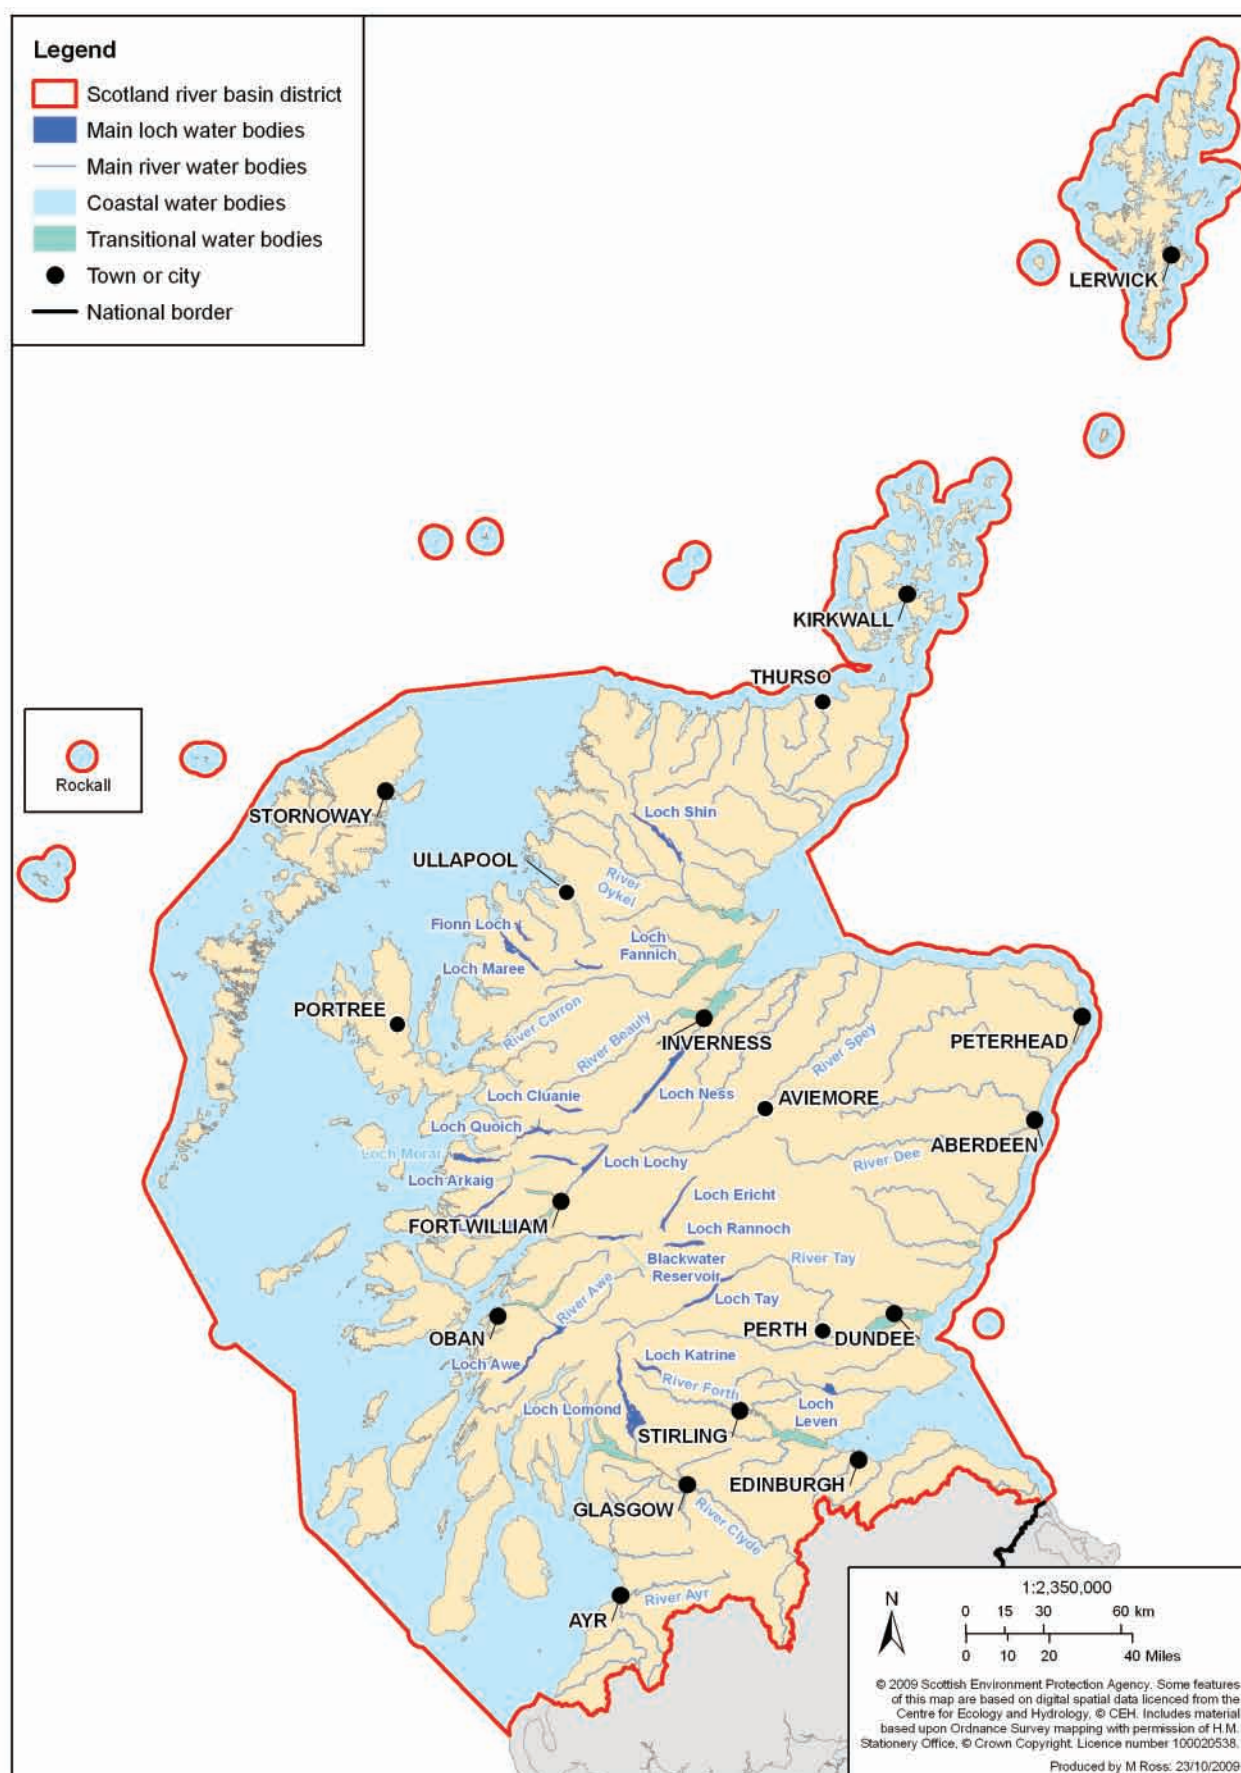 Legend
Scotland river basin district
Main loch water bodies
Main river water bodies
Coastal water bodies
Transitional water bodies
Town or city
National border
LERWICK
KIRKWALL
THURSO
Rockall
STORNOWAY
Loch Shin
ULLAPOOL
River
Oykel
Fionn Loch
Loch
Fannich
Loch Maree
PORTREE
River Carron
River Beauly
INVERNESS
River Spey
PETERHEAD
Loch Cluanie
Loch Ness
AVIEMORE
Loch Quoich
ABERDEEN
Loch Morar
Loch Lochy
River Dee
Loch Arkaig
Loch Ericht
FORT WILLIAM
Loch Rannoch
Blackwater
Reservoir
River Tay
River Awe
Loch Tay
OBAN
PERTH
DUNDEE
Loch Awe
Loch Katrine
River Forth
Loch Lomond
Loch
Leven
STIRLING
EDINBURGH
GLASGOW
River Clyde
River Ayr
AYR
N
1:2,350,000
0 15 30 60 km
0 10 20 40 Miles
© 2009 Scottish Environment Protection Agency. Some features
of this map are based on digital spatial data licenced from the
Centre for Ecology and Hydrology, © CEH. Includes material
based upon Ordnance Survey mapping with permission of H.M.
Stationery Office, © Crown Copyright. Licence number 100020538.
Produced by M Ross: 23/10/2009